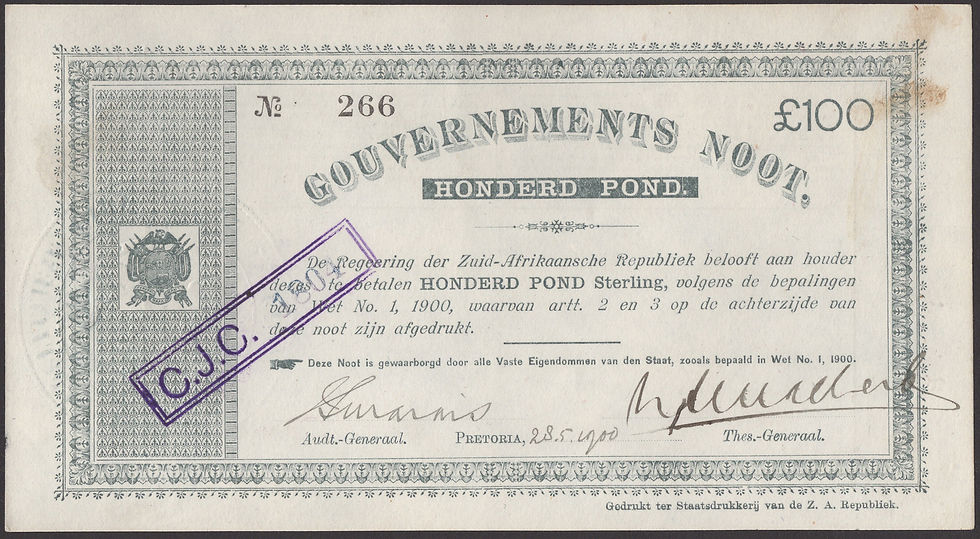 № 266
£100
GOUVERNEMENTS NOOT,
HONDERD POND.
De Regeering der Zuid-Afrikaansche Republiek belooft aan houder
dezes te betalen HONDERD POND Sterling, volgens de bepalingen
van Wet No. 1, 1900, waarvan artt. 2 en 3 op de achterzijde van
deze noot zijn afgedrukt.
C.J.C. 1804
Deze Noot is gewaarborgd door alle Vaste Eigendommen van den Staat, zooals bepaald in Wet No. 1, 1900.
Audt.-Generaal. PRETORIA, 28.5.1900 Thes.-Generaal.
Gedrukt ter Staatsdrukkerij van de Z. A. Republiek.